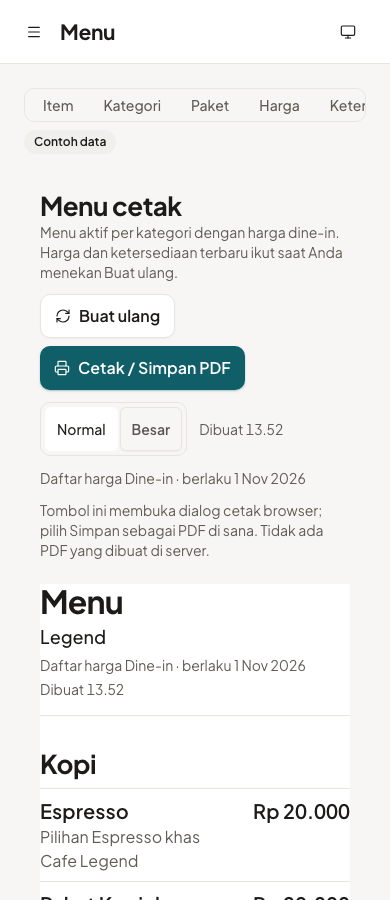 Menu
Item Kategori Paket Harga
Contoh data
Menu cetak
Menu aktif per kategori dengan harga dine-in.
Harga dan ketersediaan terbaru ikut saat Anda
menekan Buat ulang.
Buat ulang
Cetak / Simpan PDF
Normal Besar Dibuat 13.52
Daftar harga Dine-in · berlaku 1 Nov 2026
Tombol ini membuka dialog cetak browser;
pilih Simpan sebagai PDF di sana. Tidak ada
PDF yang dibuat di server.
Menu
Legend
Daftar harga Dine-in · berlaku 1 Nov 2026
Dibuat 13.52
Kopi
Espresso Rp 20.000
Pilihan Espresso khas
Cafe Legend